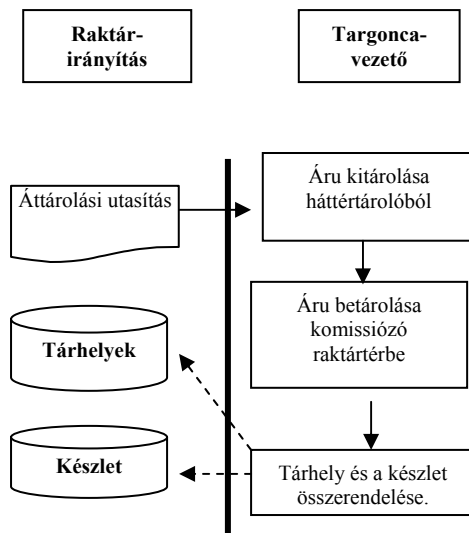 Raktár-
irányítás
Targonca-
vezető
Áttárolási utasítás
Áru kitárolása
háttértárolóból
Áru betárolása
komissiózó
raktártérbe
Tárhelyek
Készlet
Tárhely és a készlet
összerendelése.